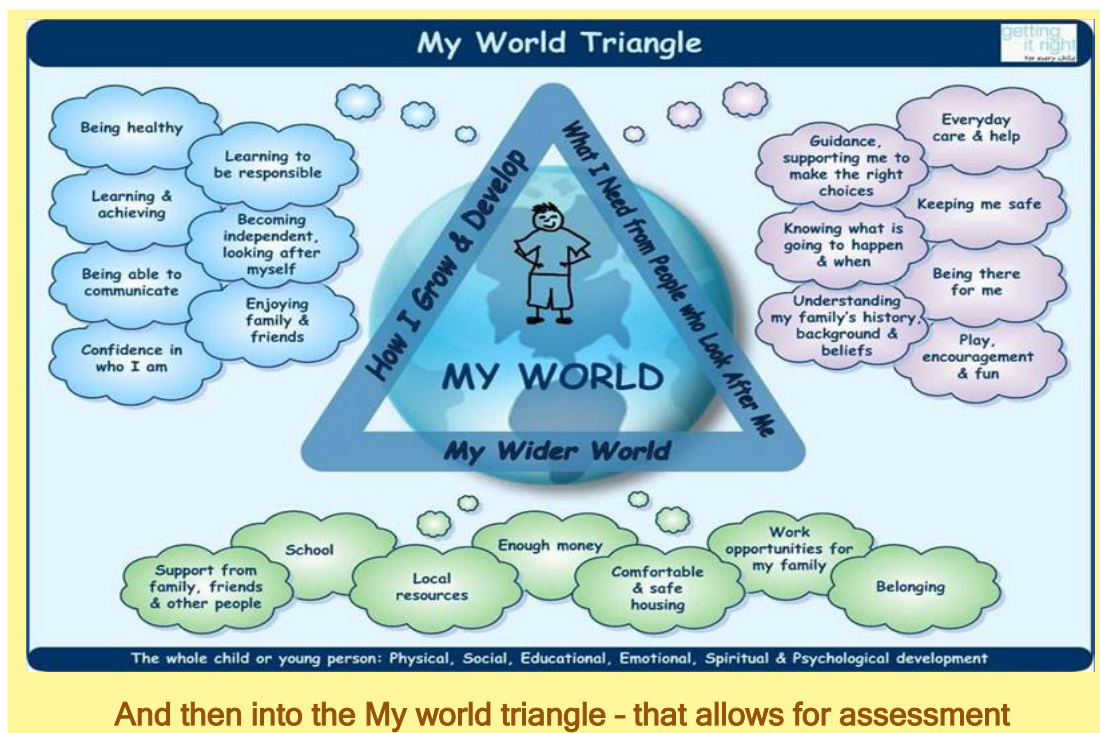 My World Triangle
getting
it right
for every child
Being healthy
Learning to
be responsible
Learning &
achieving
Becoming
independent,
looking after
myself
Being able to
communicate
Enjoying
family &
friends
Confidence in
who I am
How I Grow & Develop
What I Need from People who Look After Me
MY WORLD
My Wider World
Everyday
care & help
Guidance,
supporting me to
make the right
choices
Keeping me safe
Knowing what is
going to happen
& when
Being there
for me
Understanding
my family's history,
background &
beliefs
Play,
encouragement
& fun
Support from
family, friends
& other people
School
Local
resources
Enough money
Comfortable
& safe
housing
Work
opportunities for
my family
Belonging
The whole child or young person: Physical, Social, Educational, Emotional, Spiritual & Psychological development
And then into the My world triangle - that allows for assessment